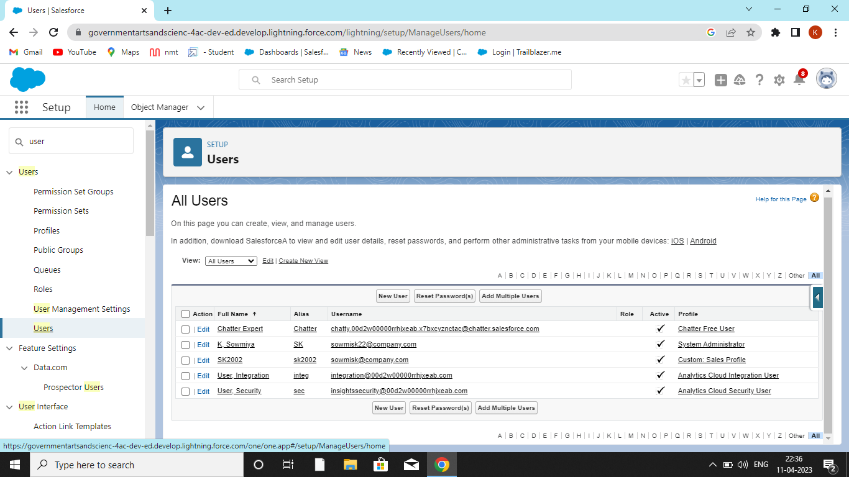 Users | Salesforce
governmentartsandscienc-4ac-dev-ed.develop.lightning.force.com/lightning/setup/ManageUsers/home
K
Gmail YouTube Maps nmt - Student Dashboards | Salesf... News Recently Viewed | C... Login | Trailblazer.me
Search Setup
8
Setup Home Object Manager
user
Users
Permission Set Groups
Permission Sets
Profiles
Public Groups
Queues
Roles
User Management Settings
Users
Feature Settings
Data.com
Prospector Users
User Interface
Action Link Templates
SETUP
Users
All Users
Help for this Page
On this page you can create, view, and manage users.
In addition, download SalesforceA to view and edit user details, reset passwords, and perform other administrative tasks from your mobile devices: iOS | Android
View: All Users Edit | Create New View
A | B | C | D | E | F | G | H | I | J | K | L | M | N | O | P | Q | R | S | T | U | V | W | X | Y | Z | Other | All
New User Reset Password(s) Add Multiple Users
Action Full Name ↑ Alias Username Role Active Profile
Edit Chatter Expert Chatter chatty.00d2w00000rrhjxeab.x7bxcyznctac@chatter.salesforce.com ✓ Chatter Free User
Edit K, Sowmiya SK sowmisk22@company.com ✓ System Administrator
Edit SK2002 sk2002 sowmisk@company.com ✓ Custom: Sales Profile
Edit User, Integration integ integration@00d2w00000rrhjxeab.com ✓ Analytics Cloud Integration User
Edit User, Security sec insightssecurity@00d2w00000rrhjxeab.com ✓ Analytics Cloud Security User
New User Reset Password(s) Add Multiple Users
A | B | C | D | E | F | G | H | I | J | K | L | M | N | O | P | Q | R | S | T | U | V | W | X | Y | Z | Other | All
https://governmentartsandscienc-4ac-dev-ed.develop.lightning.force.com/one/one.app#/setup/ManageUsers/home
Type here to search
ENG
22:36
11-04-2023
2